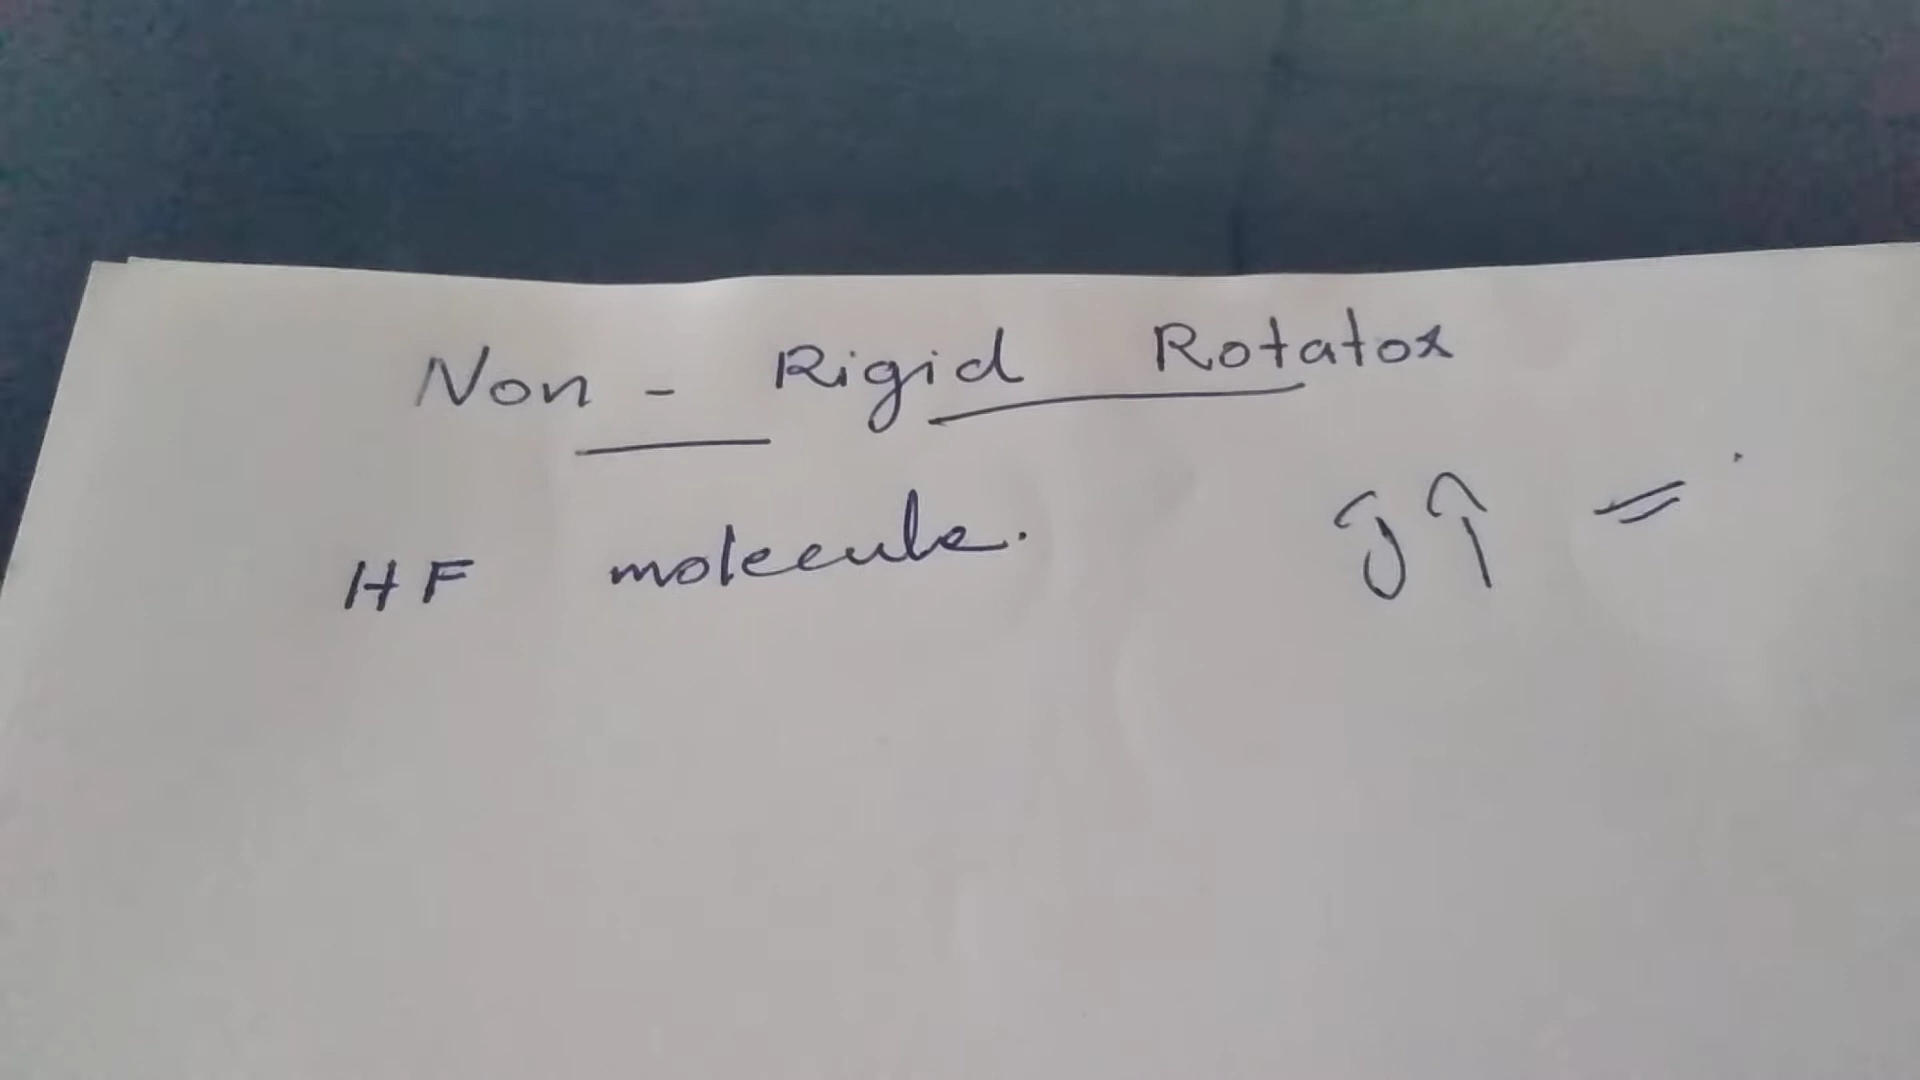 Non - Rigid Rotator
HF molecule. J↑ =